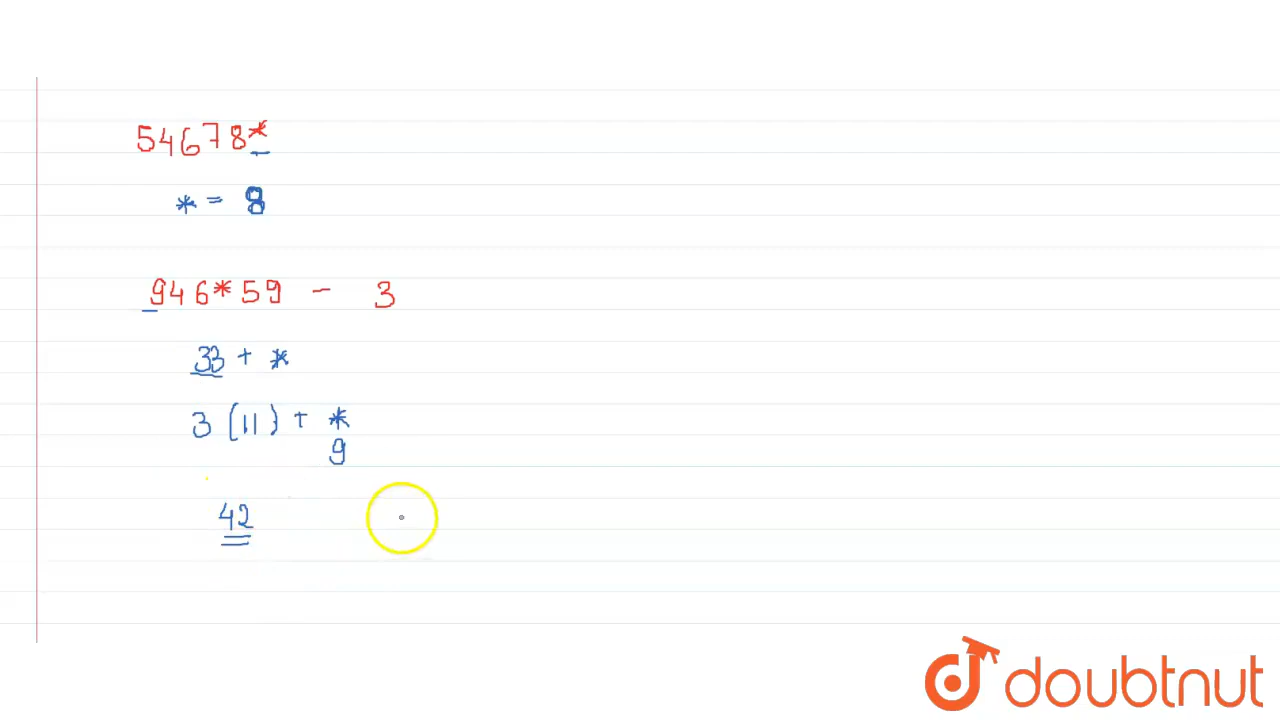 54678*
* = 8
946*59 - 3
33 + *
3 (11) + *
9
42
doubtnut